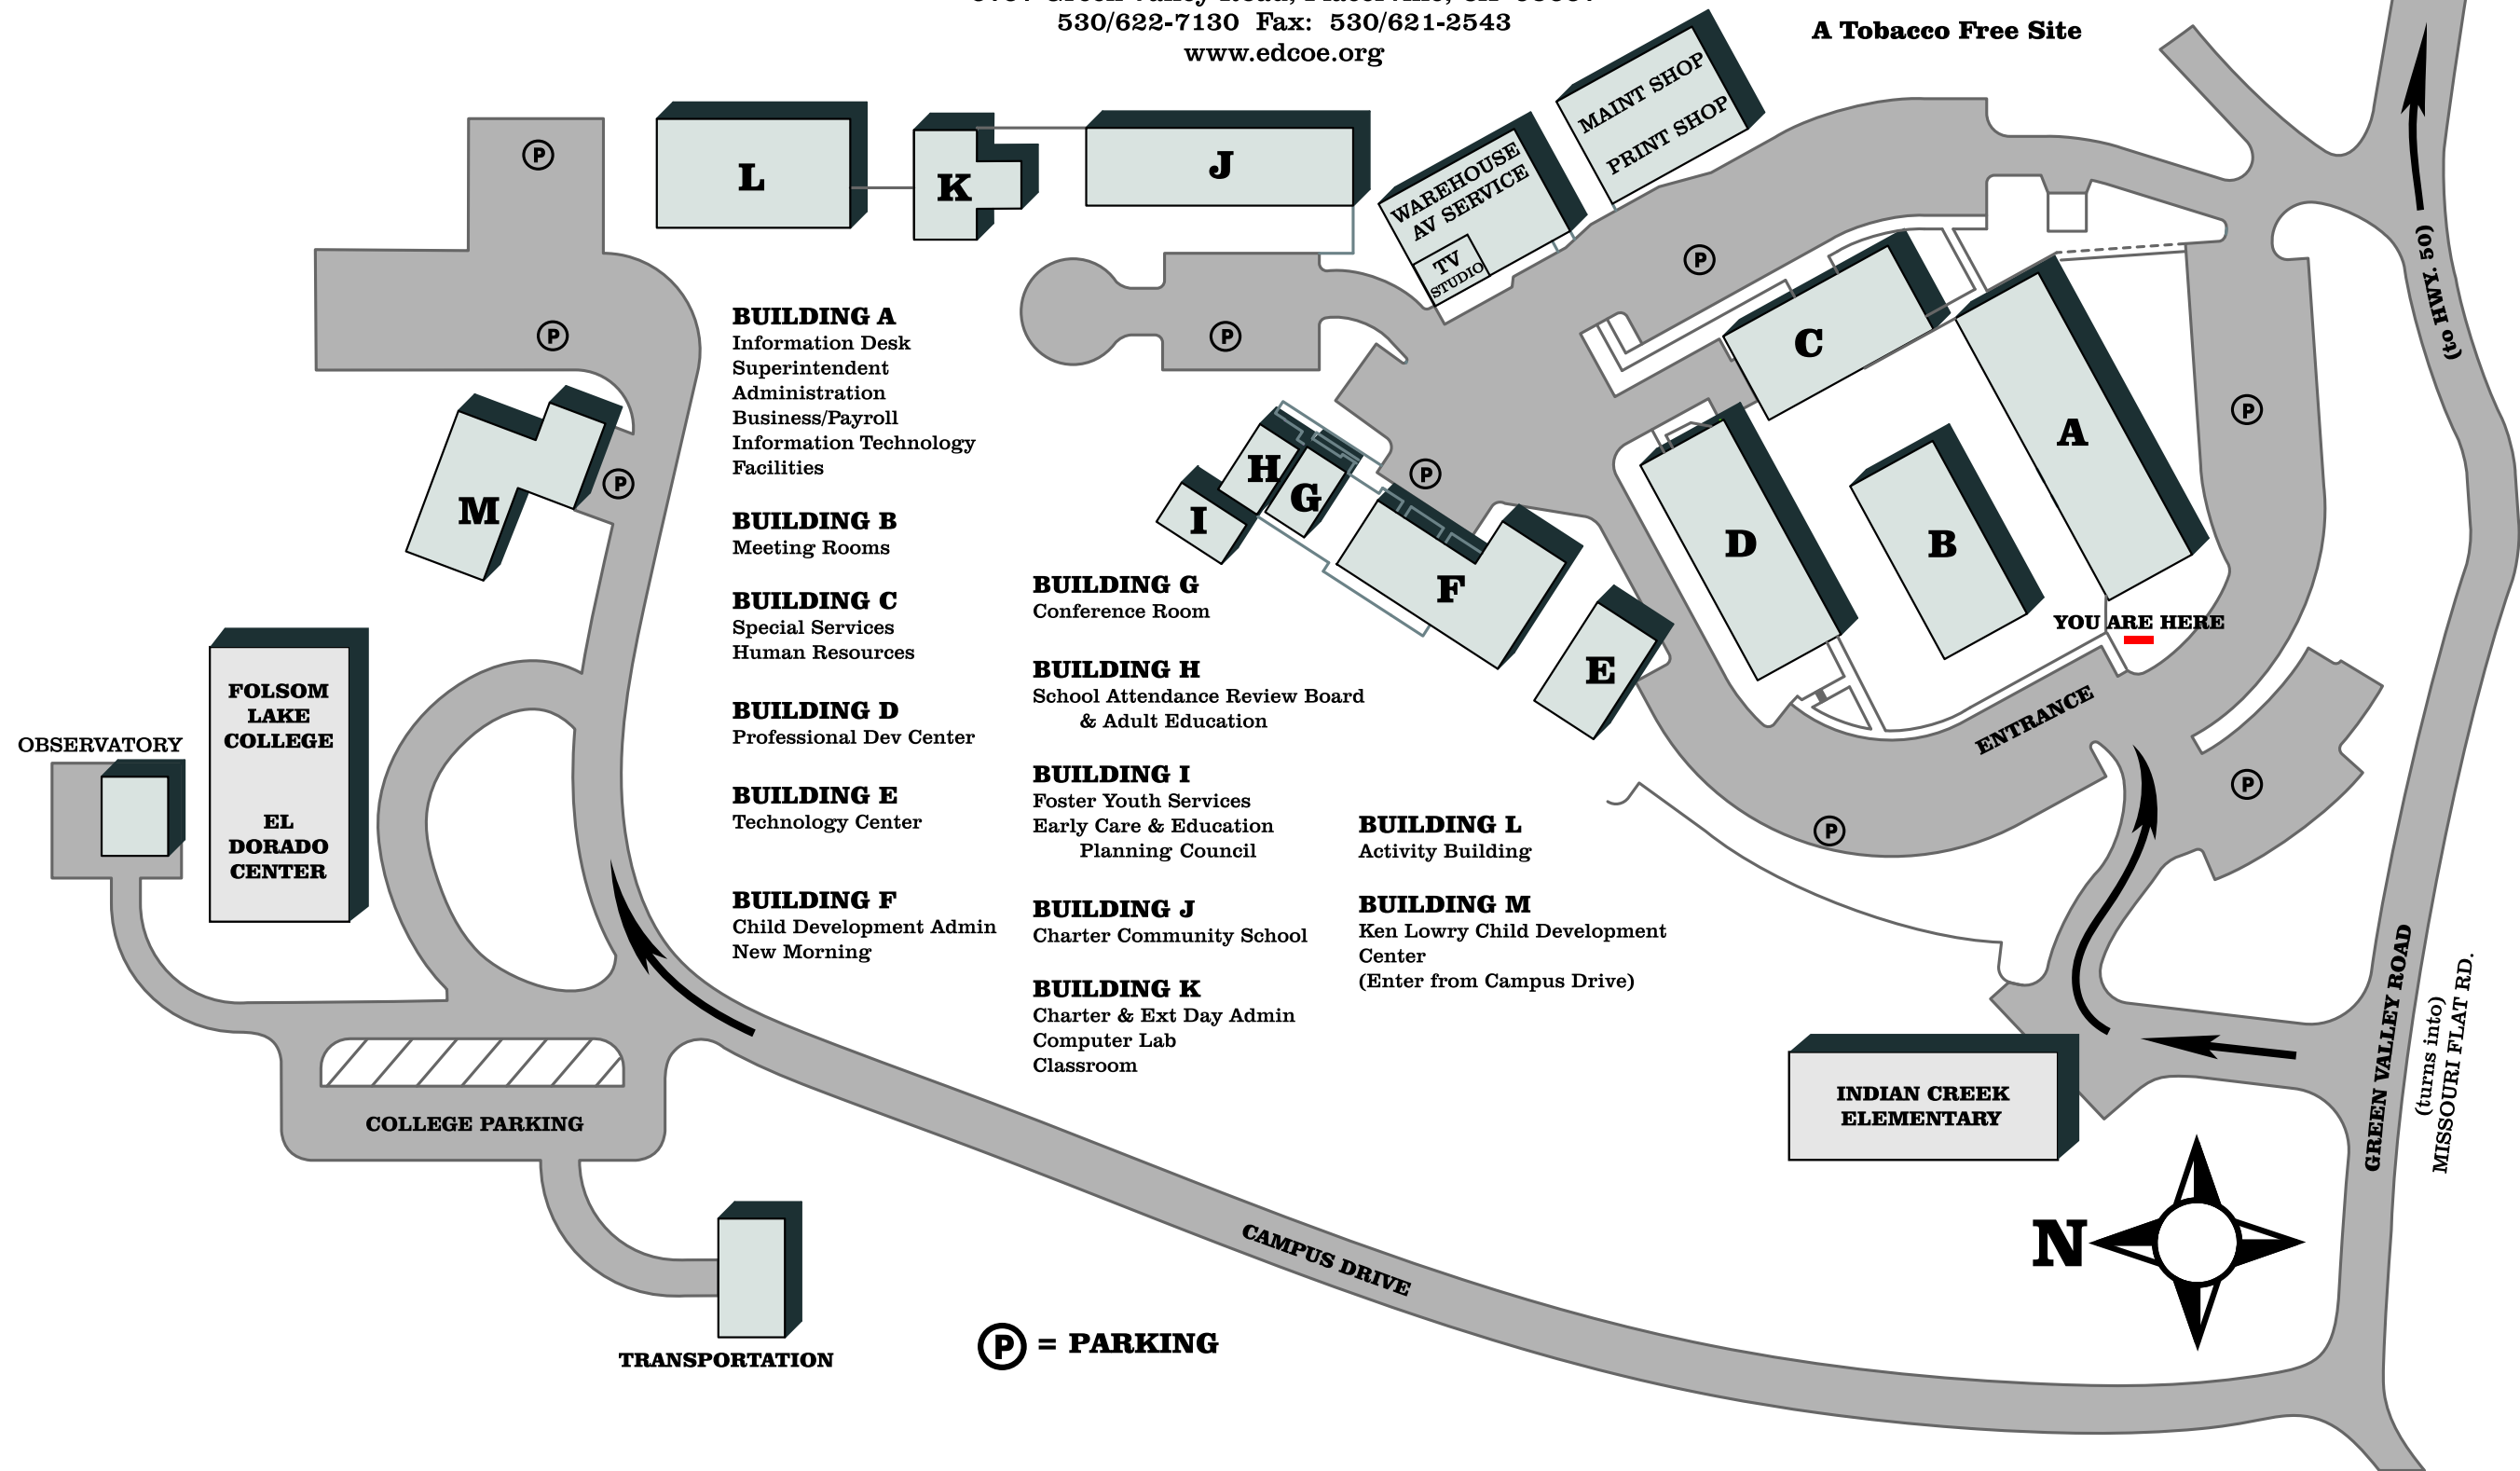 530/622-7130 Fax: 530/621-2543
www.edcoe.org
A Tobacco Free Site
MAINT SHOP
PRINT SHOP
WAREHOUSE
AV SERVICE
TV
STUDIO
P
L
K
J
P
P
P
P
P
(to HWY. 50)
C
A
H
G
I
P
M
P
D
B
F
E
YOU ARE HERE
ENTRANCE
P
P
BUILDING A
Information Desk
Superintendent
Administration
Business/Payroll
Information Technology
Facilities
BUILDING B
Meeting Rooms
BUILDING C
Special Services
Human Resources
BUILDING D
Professional Dev Center
BUILDING E
Technology Center
BUILDING F
Child Development Admin
New Morning
BUILDING G
Conference Room
BUILDING H
School Attendance Review Board
& Adult Education
BUILDING I
Foster Youth Services
Early Care & Education
Planning Council
BUILDING J
Charter Community School
BUILDING K
Charter & Ext Day Admin
Computer Lab
Classroom
BUILDING L
Activity Building
BUILDING M
Ken Lowry Child Development
Center
(Enter from Campus Drive)
OBSERVATORY
FOLSOM
LAKE
COLLEGE
EL
DORADO
CENTER
COLLEGE PARKING
TRANSPORTATION
P = PARKING
CAMPUS DRIVE
INDIAN CREEK
ELEMENTARY
GREEN VALLEY ROAD
(turns into)
MISSOURI FLAT RD.
N